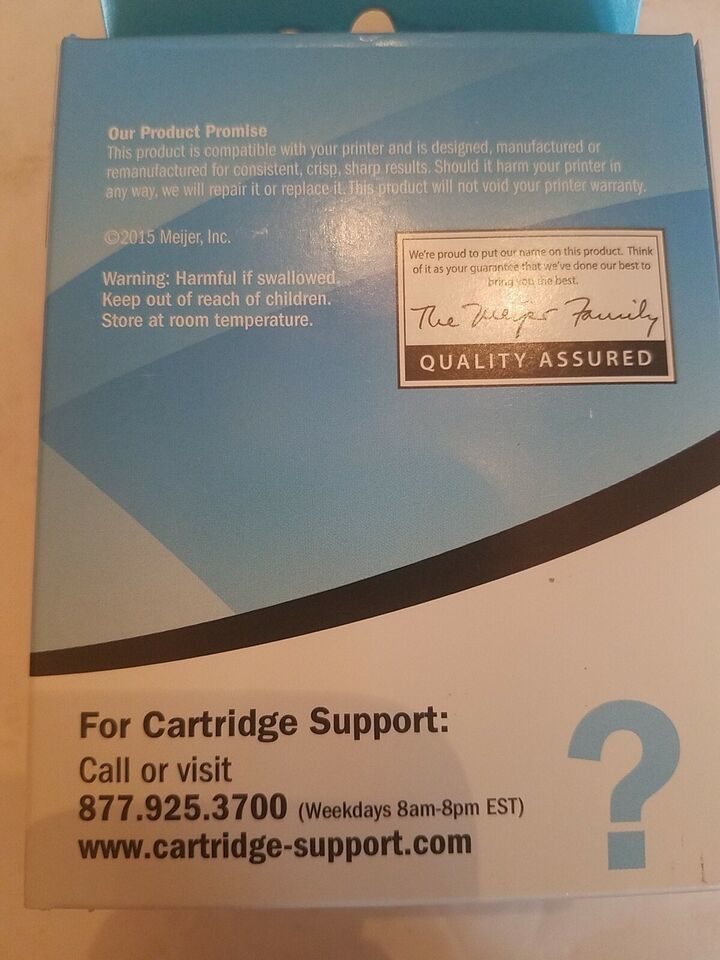 Our Product Promise
This product is compatible with your printer and is designed, manufactured or
remanufactured for consistent, crisp, sharp results. Should it harm your printer in
any way, we will repair it or replace it. This product will not void your printer warranty.
©2015 Meijer, Inc.
Warning: Harmful if swallowed.
Keep out of reach of children.
Store at room temperature.
We're proud to put our name on this product. Think
of it as your guarantee that we've done our best to
bring you the best.
The Meijer Family
QUALITY ASSURED
For Cartridge Support:
Call or visit
877.925.3700 (Weekdays 8am-8pm EST)
www.cartridge-support.com
?